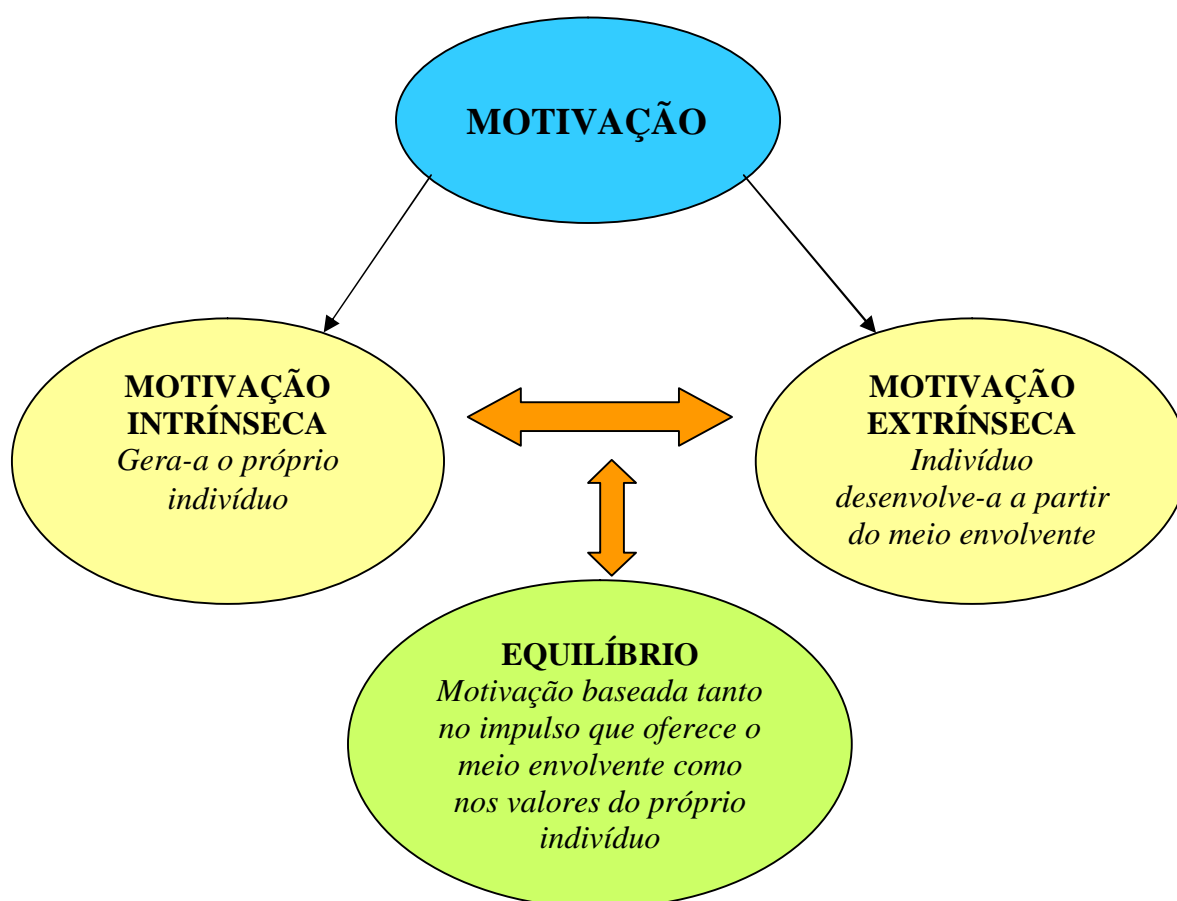 MOTIVAÇÃO
MOTIVAÇÃO
INTRÍNSECA
Gera-a o próprio
indivíduo
MOTIVAÇÃO
EXTRÍNSECA
Indivíduo
desenvolve-a a partir
do meio envolvente
EQUILÍBRIO
Motivação baseada tanto
no impulso que oferece o
meio envolvente como
nos valores do próprio
indivíduo